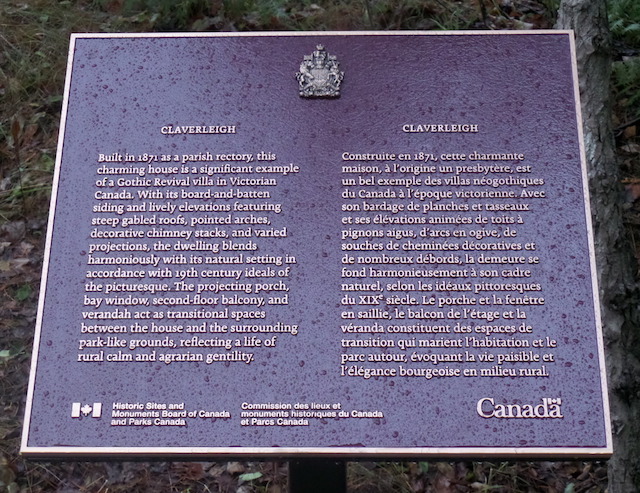 CLAVERLEIGH
Built in 1871 as a parish rectory, this
charming house is a significant example
of a Gothic Revival villa in Victorian
Canada. With its board-and-batten
siding and lively elevations featuring
steep gabled roofs, pointed arches,
decorative chimney stacks, and varied
projections, the dwelling blends
harmoniously with its natural setting in
accordance with 19th century ideals of
the picturesque. The projecting porch,
bay window, second-floor balcony, and
verandah act as transitional spaces
between the house and the surrounding
park-like grounds, reflecting a life of
rural calm and agrarian gentility.
CLAVERLEIGH
Construite en 1871, cette charmante
maison, à l'origine un presbytère, est
un bel exemple des villas néogothiques
du Canada à l'époque victorienne. Avec
son bardage de planches et tasseaux
et ses élévations animées de toits à
pignons aigus, d'arcs en ogive, de
souches de cheminées décoratives et
de nombreux débords, la demeure se
fond harmonieusement à son cadre
naturel, selon les idéaux pittoresques
du XIXe siècle. Le porche et la fenêtre
en saillie, le balcon de l'étage et la
véranda constituent des espaces de
transition qui marient l'habitation et le
parc autour, évoquant la vie paisible et
l'élégance bourgeoise en milieu rural.
Historic Sites and
Monuments Board of Canada
and Parks Canada
Commission des lieux et
monuments historiques du Canada
et Parcs Canada
Canada